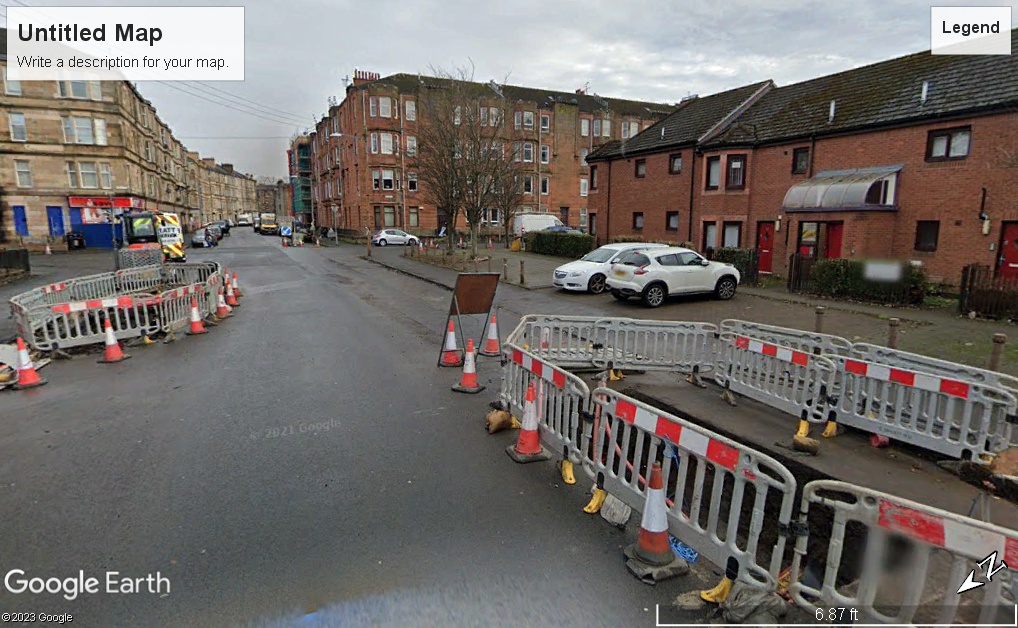 Untitled Map
Write a description for your map.
Legend
© 2021 Google
Google Earth
©2023 Google
N
6.87 ft